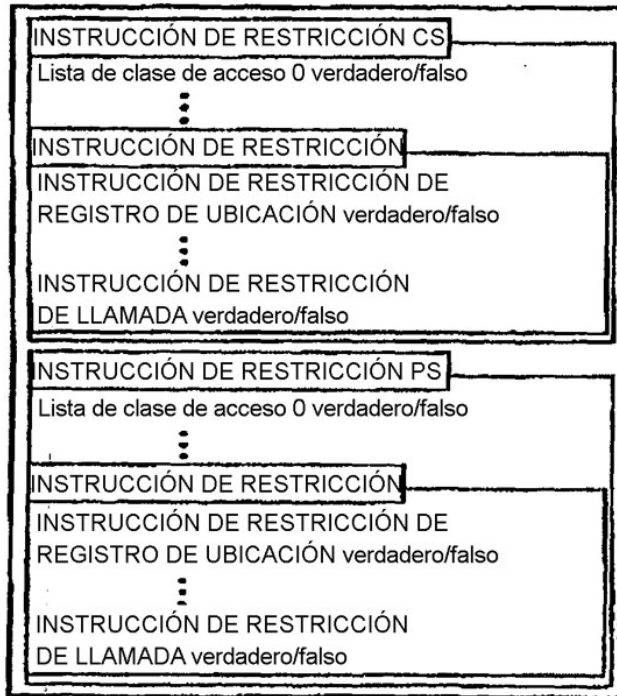 INSTRUCCIÓN DE RESTRICCIÓN CS
Lista de clase de acceso 0 verdadero/falso
INSTRUCCIÓN DE RESTRICCIÓN
INSTRUCCIÓN DE RESTRICCIÓN DE
REGISTRO DE UBICACIÓN verdadero/falso
INSTRUCCIÓN DE RESTRICCIÓN
DE LLAMADA verdadero/falso
INSTRUCCIÓN DE RESTRICCIÓN PS
Lista de clase de acceso 0 verdadero/falso
INSTRUCCIÓN DE RESTRICCIÓN
INSTRUCCIÓN DE RESTRICCIÓN DE
REGISTRO DE UBICACIÓN verdadero/falso
INSTRUCCIÓN DE RESTRICCIÓN
DE LLAMADA verdadero/falso